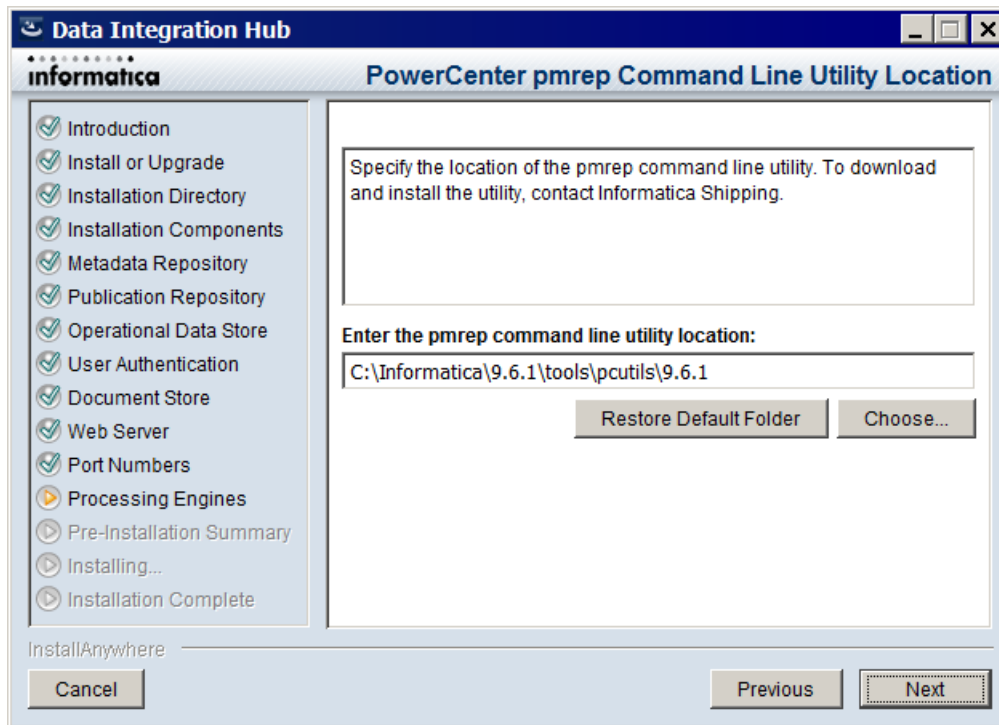 Data Integration Hub
informatica
PowerCenter pmrep Command Line Utility Location
Introduction
Install or Upgrade
Installation Directory
Installation Components
Metadata Repository
Publication Repository
Operational Data Store
User Authentication
Document Store
Web Server
Port Numbers
Processing Engines
Pre-Installation Summary
Installing...
Installation Complete
Specify the location of the pmrep command line utility. To download
and install the utility, contact Informatica Shipping.
Enter the pmrep command line utility location:
C:\Informatica\9.6.1\tools\pcutils\9.6.1
Restore Default Folder
Choose...
InstallAnywhere
Cancel
Previous
Next